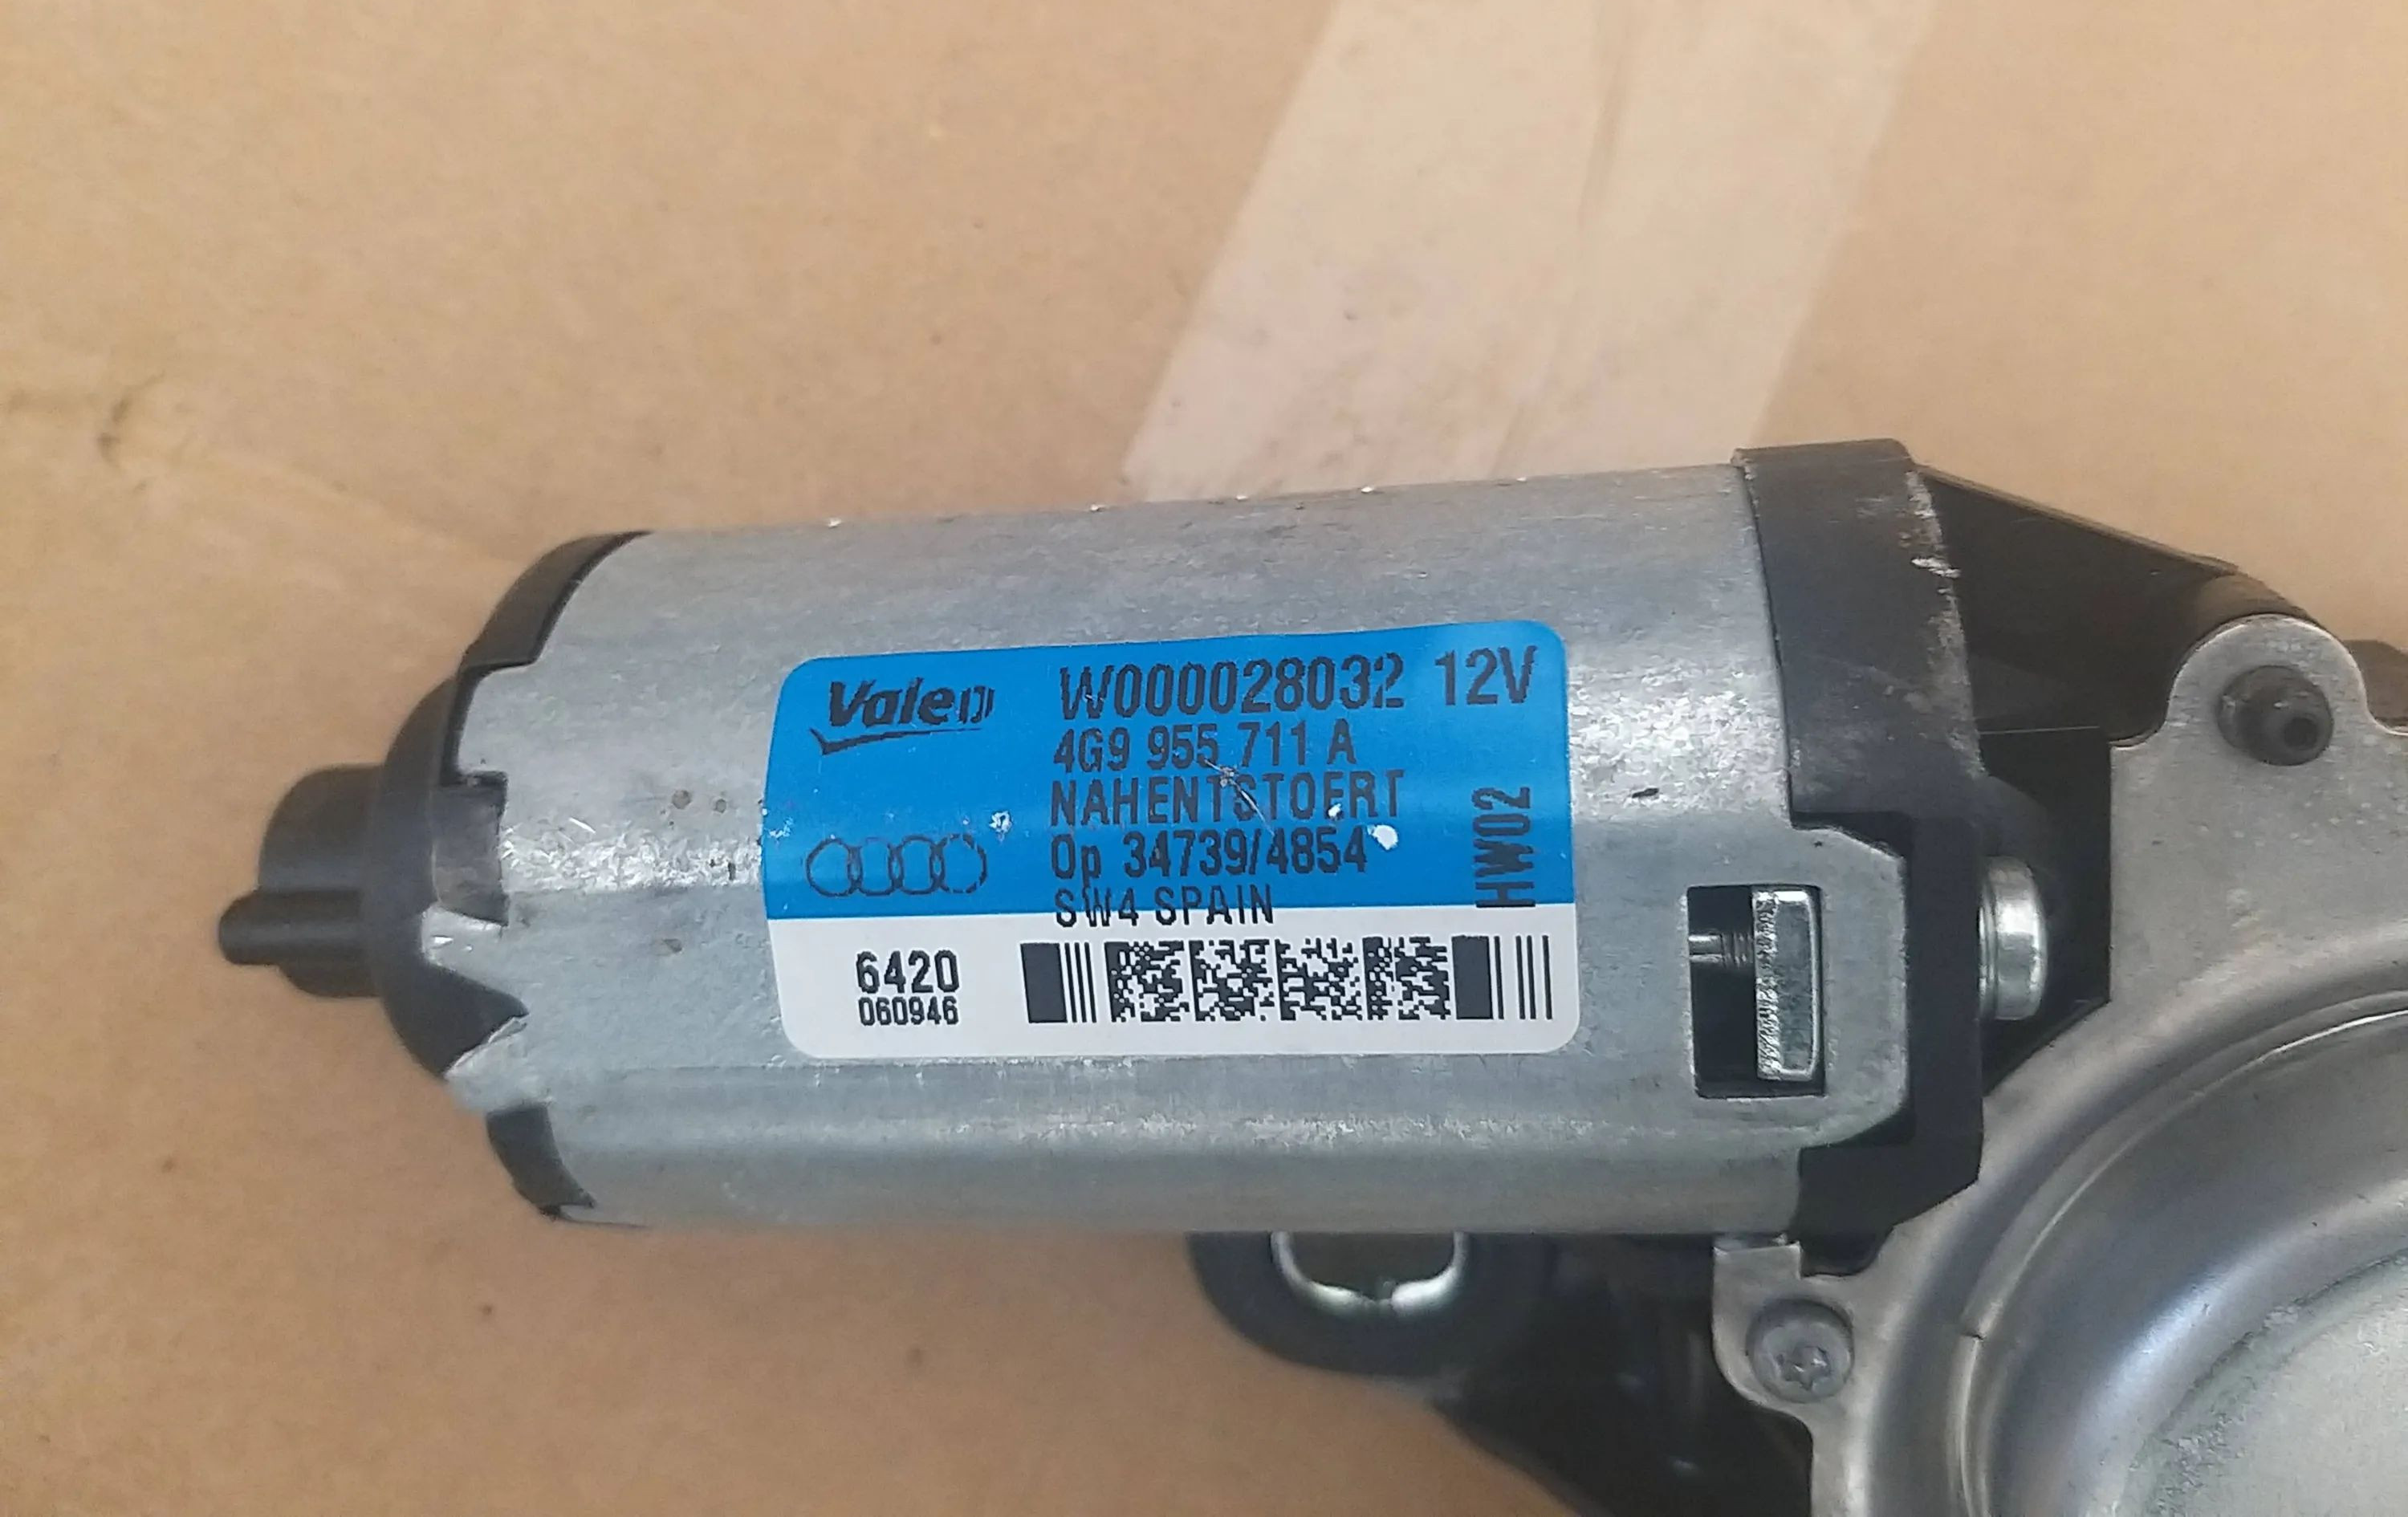 Valeo
W000028032 12V
4G9 955 711 A
NAHENTSTOERT
Op 34739/4854
SW4 SPAIN
HW02
6420
060946